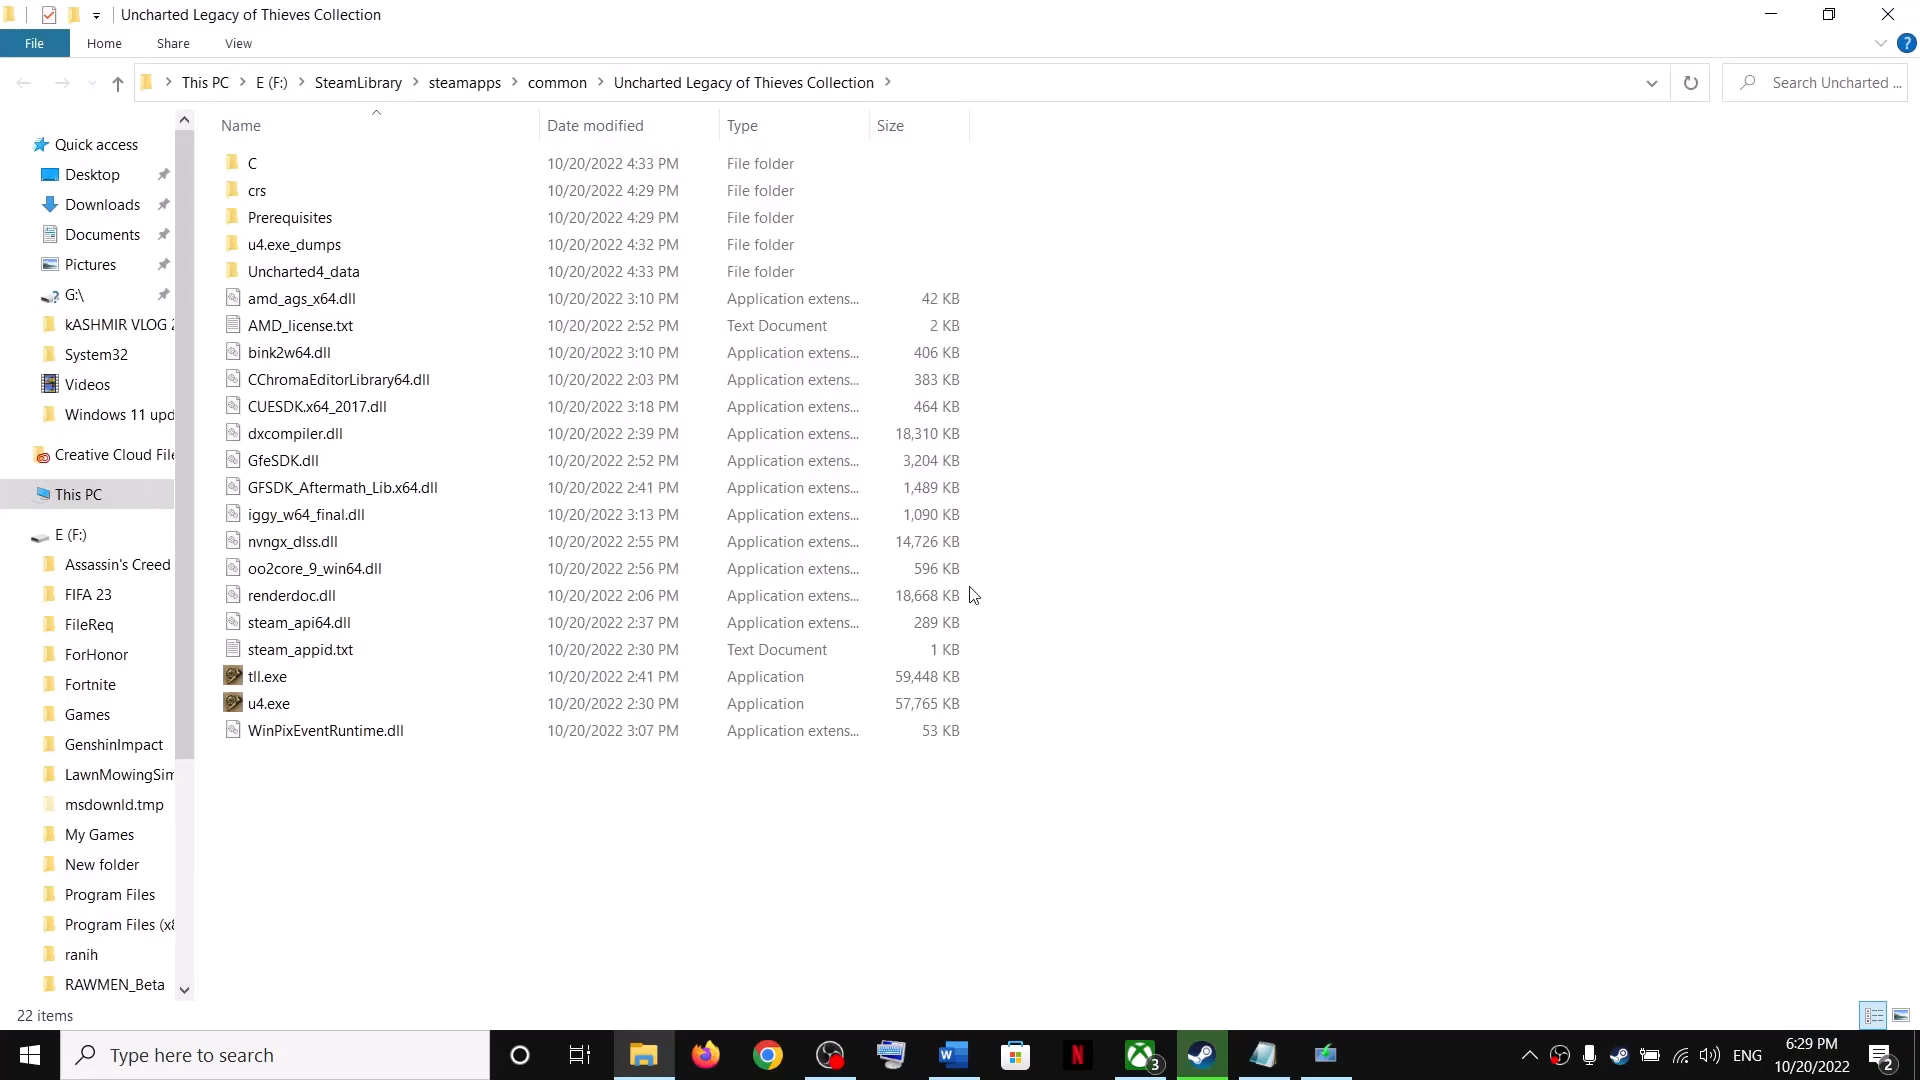 Uncharted Legacy of Thieves Collection
File Home Share View
This PC E (F:) SteamLibrary steamapps common Uncharted Legacy of Thieves Collection
Search Uncharted ...
Name Date modified Type Size
Quick access
Desktop
Downloads
Documents
Pictures
G:\
kASHMIR VLOG 2
System32
Videos
Windows 11 upd
Creative Cloud File
This PC
E (F:)
Assassin's Creed
FIFA 23
FileReq
ForHonor
Fortnite
Games
GenshinImpact
LawnMowingSim
msdownld.tmp
My Games
New folder
Program Files
Program Files (x8
ranih
RAWMEN_Beta
C 10/20/2022 4:33 PM File folder
crs 10/20/2022 4:29 PM File folder
Prerequisites 10/20/2022 4:29 PM File folder
u4.exe_dumps 10/20/2022 4:32 PM File folder
Uncharted4_data 10/20/2022 4:33 PM File folder
amd_ags_x64.dll 10/20/2022 3:10 PM Application extens... 42 KB
AMD_license.txt 10/20/2022 2:52 PM Text Document 2 KB
bink2w64.dll 10/20/2022 3:10 PM Application extens... 406 KB
CChromaEditorLibrary64.dll 10/20/2022 2:03 PM Application extens... 383 KB
CUESDK.x64_2017.dll 10/20/2022 3:18 PM Application extens... 464 KB
dxcompiler.dll 10/20/2022 2:39 PM Application extens... 18,310 KB
GfeSDK.dll 10/20/2022 2:52 PM Application extens... 3,204 KB
GFSDK_Aftermath_Lib.x64.dll 10/20/2022 2:41 PM Application extens... 1,489 KB
iggy_w64_final.dll 10/20/2022 3:13 PM Application extens... 1,090 KB
nvngx_dlss.dll 10/20/2022 2:55 PM Application extens... 14,726 KB
oo2core_9_win64.dll 10/20/2022 2:56 PM Application extens... 596 KB
renderdoc.dll 10/20/2022 2:06 PM Application extens... 18,668 KB
steam_api64.dll 10/20/2022 2:37 PM Application extens... 289 KB
steam_appid.txt 10/20/2022 2:30 PM Text Document 1 KB
tll.exe 10/20/2022 2:41 PM Application 59,448 KB
u4.exe 10/20/2022 2:30 PM Application 57,765 KB
WinPixEventRuntime.dll 10/20/2022 3:07 PM Application extens... 53 KB
22 items
Type here to search
3
ENG
6:29 PM
10/20/2022
2